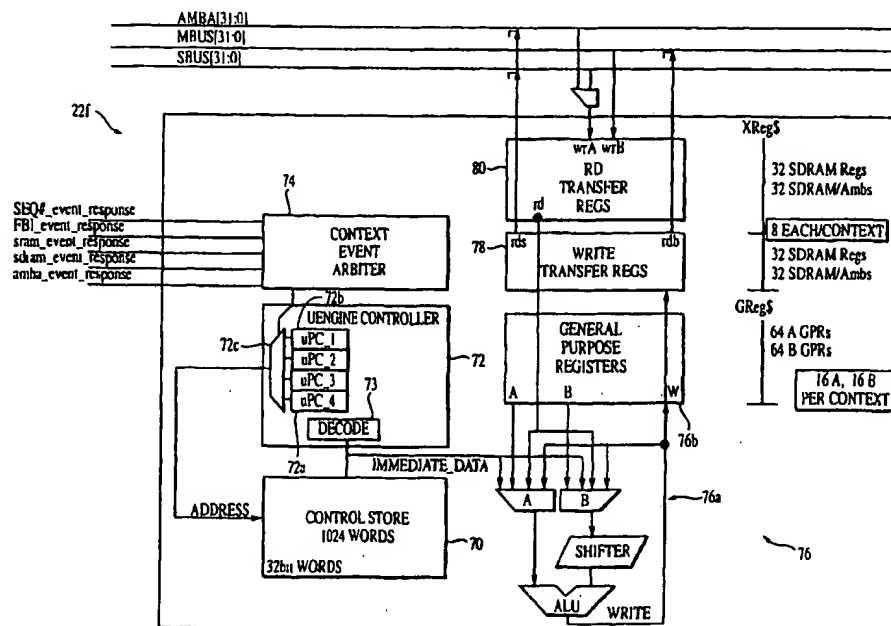 AMBA[31:0]
MBUS[31:0]
SBUS[31:0]
22f
XReg$
wrA wrB
80
RD
TRANSFER
REGS
rd
32 SDRAM Regs
32 SDRAM/Ambs
74
SEQ#_event_response
FBI_event_response
sram_event_response
sdram_event_response
amba_event_response
CONTEXT
EVENT
ARBITER
78
rds
rdb
WRITE
TRANSFER REGS
8 EACH/CONTEXT
32 SDRAM Regs
32 SDRAM/Ambs
GReg$
72b
UENGINE CONTROLLER
72c
uPC_1
uPC_2
uPC_3
uPC_4
72
73
DECODE
72a
GENERAL
PURPOSE
REGISTERS
A
B
W
64 A GPRs
64 B GPRs
16 A, 16 B
PER CONTEXT
76b
IMMEDIATE_DATA
ADDRESS
CONTROL STORE
1024 WORDS
32bit WORDS
70
A
B
76a
SHIFTER
76
ALU
WRITE